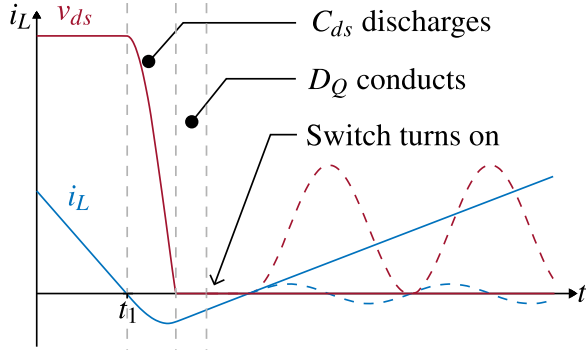 i_L
v_ds
C_ds discharges
D_Q conducts
Switch turns on
i_L
t_1
t